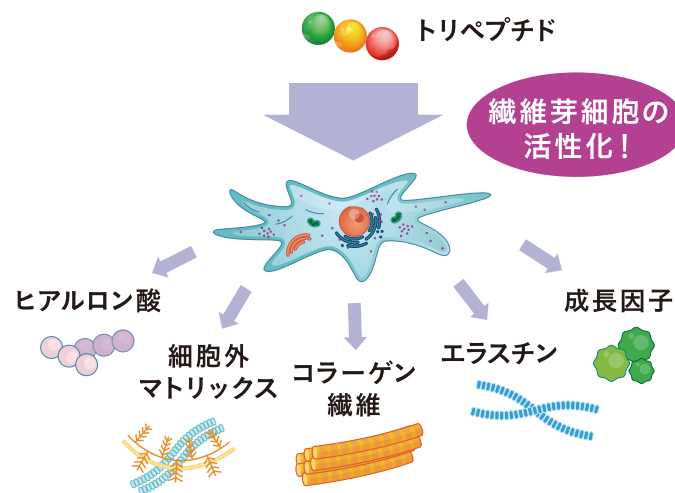 トリペプチド
繊維芽細胞の
活性化！
ヒアルロン酸
細胞外
マトリックス
コラーゲン
繊維
エラスチン
成長因子